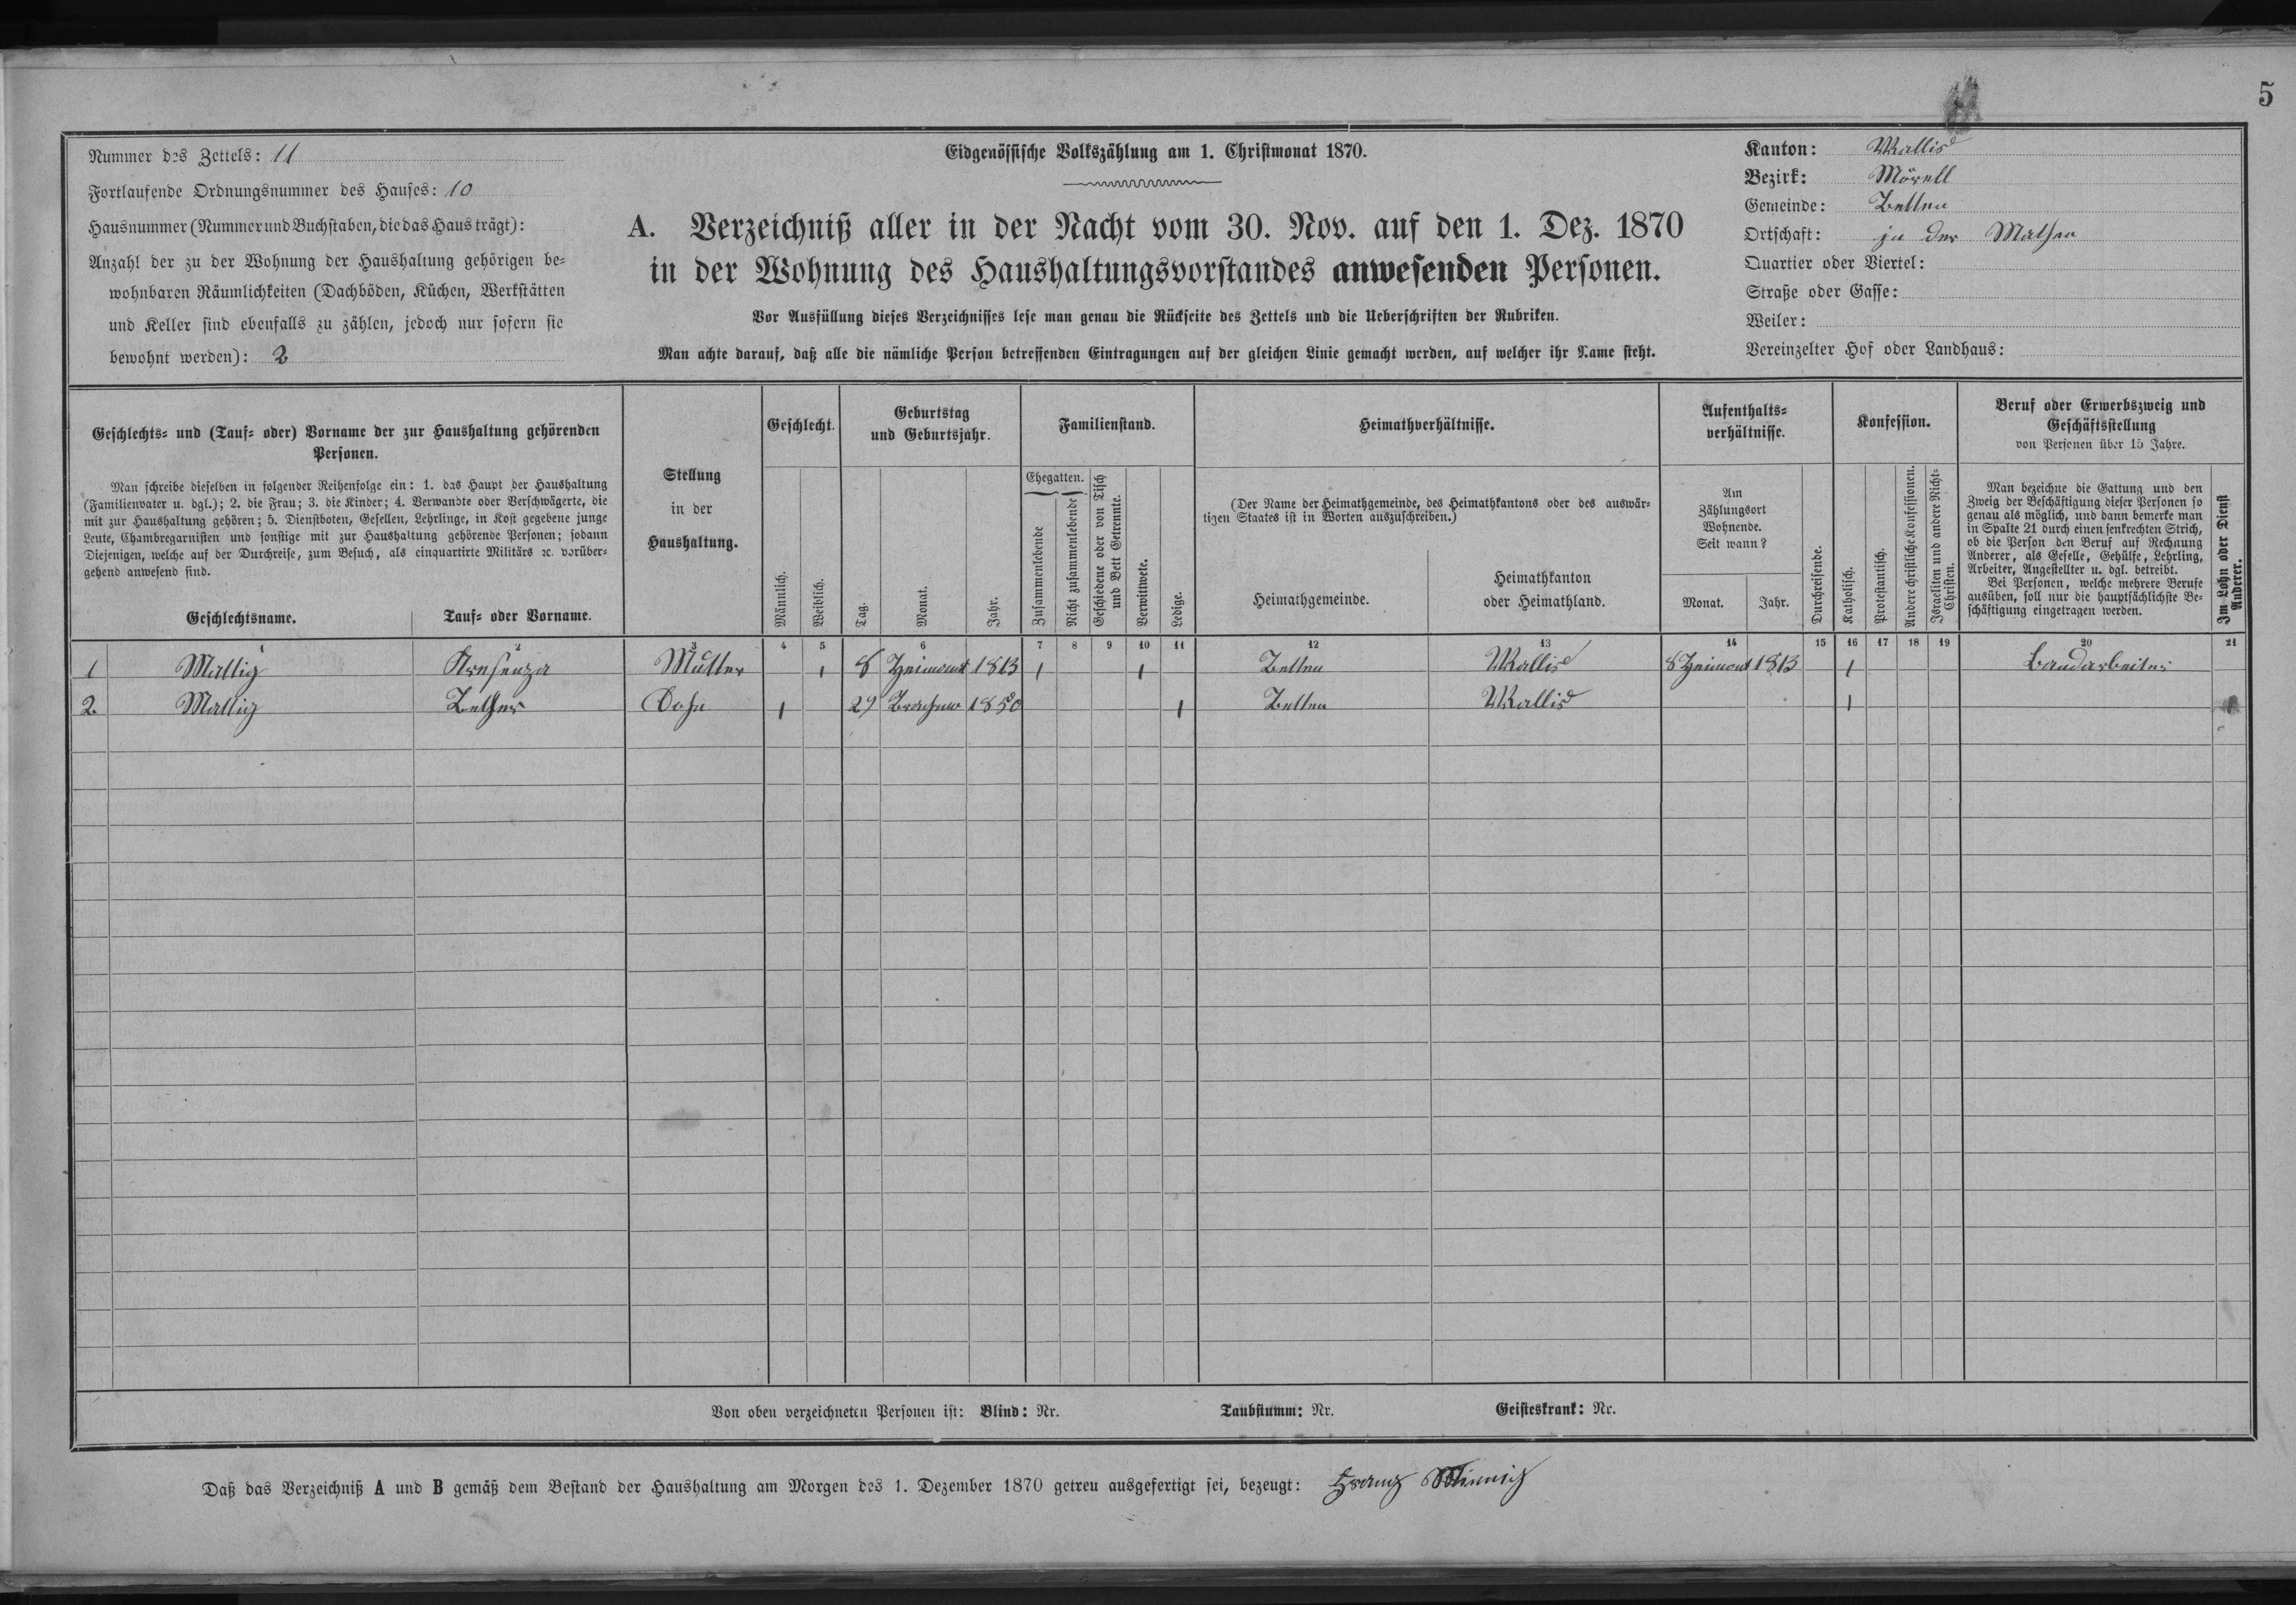 5
Nummer des Zettels: 11
Fortlaufende Ordnungsnummer des Hauses: 10
Hausnummer (Nummer und Buchstaben, die das Haus trägt):
Anzahl der zu der Wohnung der Haushaltung gehörigen be-
wohnbaren Räumlichkeiten (Dachböden, Küchen, Werkstätten
und Keller sind ebenfalls zu zählen, jedoch nur sofern sie
bewohnt werden): 2
Eidgenössische Volkszählung am 1. Christmonat 1870.
A. Verzeichniß aller in der Nacht vom 30. Nov. auf den 1. Dez. 1870
in der Wohnung des Haushaltungsvorstandes anwesenden Personen.
Vor Ausfüllung dieses Verzeichnisses lese man genau die Rückseite des Zettels und die Ueberschriften der Rubriken.
Man achte darauf, daß alle die nämliche Person betreffenden Eintragungen auf der gleichen Linie gemacht werden, auf welcher ihr Name steht.
Kanton: Wallis
Bezirk: Mörell
Gemeinde: Betten
Ortschaft: in der
Quartier oder Viertel:
Straße oder Gasse:
Weiler:
Vereinzelter Hof oder Landhaus:
Geschlechts- und (Tauf- oder) Vorname der zur Haushaltung gehörenden
Personen.
Man schreibe dieselben in folgender Reihenfolge ein: 1. das Haupt der Haushaltung
(Familienvater u. dgl.); 2. die Frau; 3. die Kinder; 4. Verwandte oder Verschwägerte, die
mit zur Haushaltung gehören; 5. Dienstboten, Gesellen, Lehrlinge, in Kost gegebene junge
Leute, Chambregarnisten und sonstige mit zur Haushaltung gehörende Personen; sodann
Diejenigen, welche auf der Durchreise, zum Besuch, als einquartirte Militärs ꝛc. vorüber-
gehend anwesend sind.
Geschlechtsname.
Tauf- oder Vorname.
Stellung
in der
Haushaltung.
Geschlecht.
Männlich.
Weiblich.
Geburtstag
und Geburtsjahr.
Tag.
Monat.
Jahr.
Familienstand.
Ehegatten.
Zusammenlebende
Nicht zusammenlebende
Geschiedene oder von Tisch
und Bett Getrennte.
Verwittwete.
Ledige.
Heimathverhältnisse.
(Der Name der Heimathgemeinde, des Heimathkantons oder des auswär-
tigen Staates ist in Worten auszuschreiben.)
Heimathgemeinde.
Heimathkanton
oder Heimathland.
Aufenthalts-
verhältnisse.
Am
Zählungsort
Wohnende.
Seit wann?
Monat.
Jahr.
Durchreisende.
Konfession.
Katholisch.
Protestantisch.
Andere christliche Konfessionen.
Israeliten und andere Nicht-
Christen.
Beruf oder Erwerbszweig und
Geschäftsstellung
von Personen über 15 Jahre.
Man bezeichne die Gattung und den
Zweig der Beschäftigung dieser Personen so
genau als möglich, und dann bemerke man
in Spalte 21 durch einen senkrechten Strich,
ob die Person den Beruf auf Rechnung
Anderer, als Geselle, Gehülfe, Lehrling,
Arbeiter, Angestellter u. dgl. betreibt.
Bei Personen, welche mehrere Berufe
ausüben, soll nur die hauptsächlichste Be-
schäftigung eingetragen werden.
Im Lohn oder Dienst
Anderer.
1 2 3 4 5 6 7 8 9 10 11 12 13 14 15 16 17 18 19 20 21
1 Mattig Kresenza Mutter 1 8 Heimonat 1813 1 1 Betten Wallis 8 Heimonat 1813 1 Landarbeiter
2. Mattig Sohn 1 29 1850 1 Betten Wallis 1 1
Von oben verzeichneten Personen ist: Blind: Nr. Taubstumm: Nr. Geisteskrank: Nr.
Daß das Verzeichniß A und B gemäß dem Bestand der Haushaltung am Morgen des 1. Dezember 1870 getreu ausgefertigt sei, bezeugt: Franz